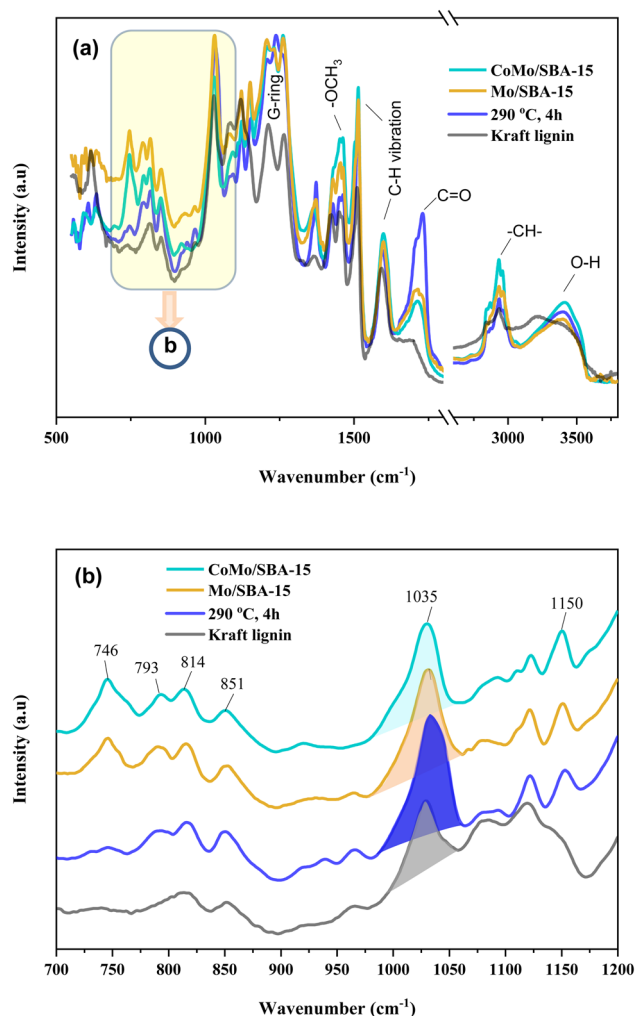 (a)
CoMo/SBA-15
Mo/SBA-15
290 ⁰C, 4h
Kraft lignin
G-ring
-OCH3
C-H vibration
C=O
-CH-
O-H
b
Intensity (a.u)
500 1000 1500 3000 3500
Wavenumber (cm-1)
(b)
CoMo/SBA-15
Mo/SBA-15
290 ⁰C, 4h
Kraft lignin
746
793
814
851
1035
1150
Intensity (a.u)
700 750 800 850 900 950 1000 1050 1100 1150 1200
Wavenumber (cm-1)